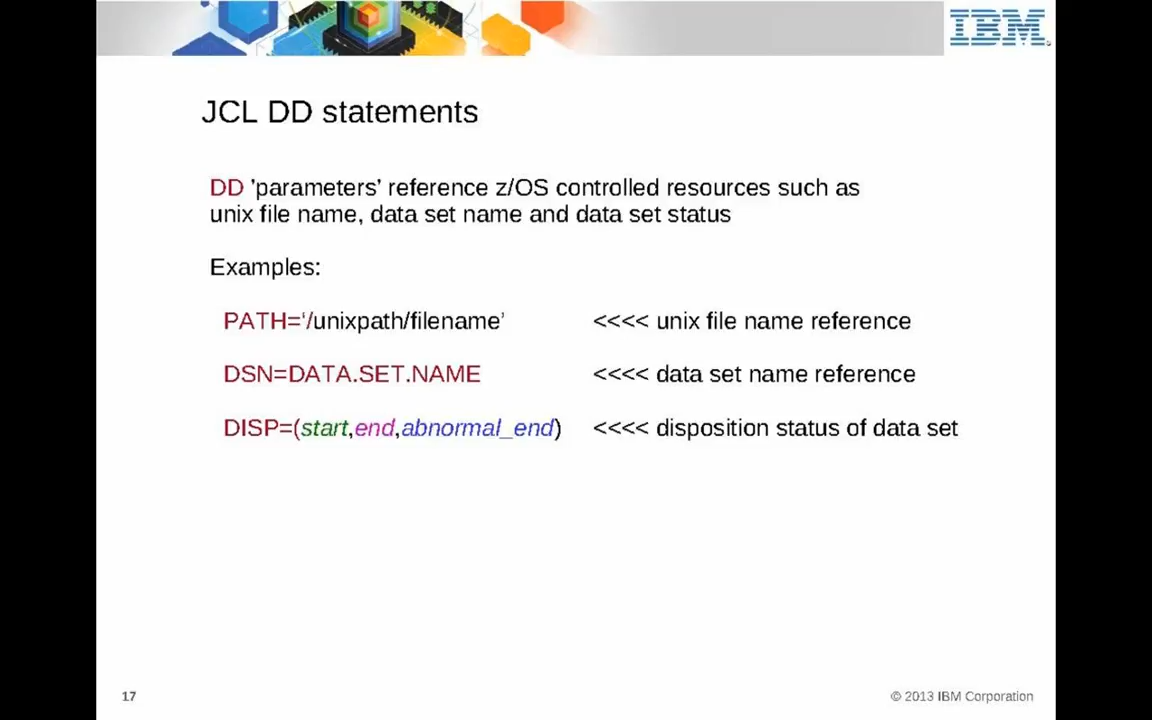 IBM
JCL DD statements
DD 'parameters' reference z/OS controlled resources such as
unix file name, data set name and data set status
Examples:
PATH=‘/unixpath/filename’ <<<< unix file name reference
DSN=DATA.SET.NAME <<<< data set name reference
DISP=(start,end,abnormal_end) <<<< disposition status of data set
17 © 2013 IBM Corporation